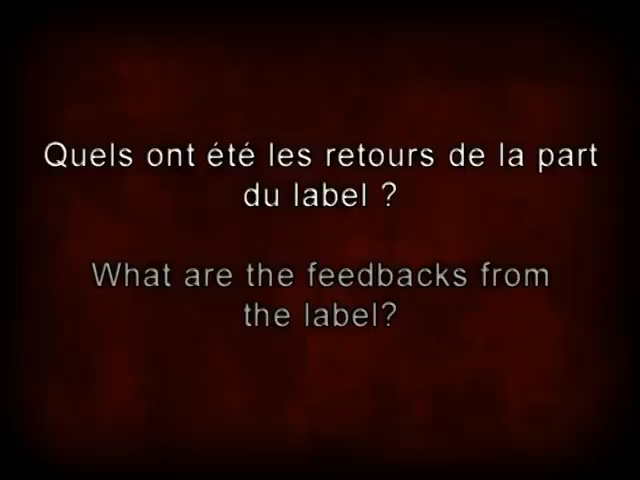 Quels ont été les retours de la part
du label ?
What are the feedbacks from
the label?